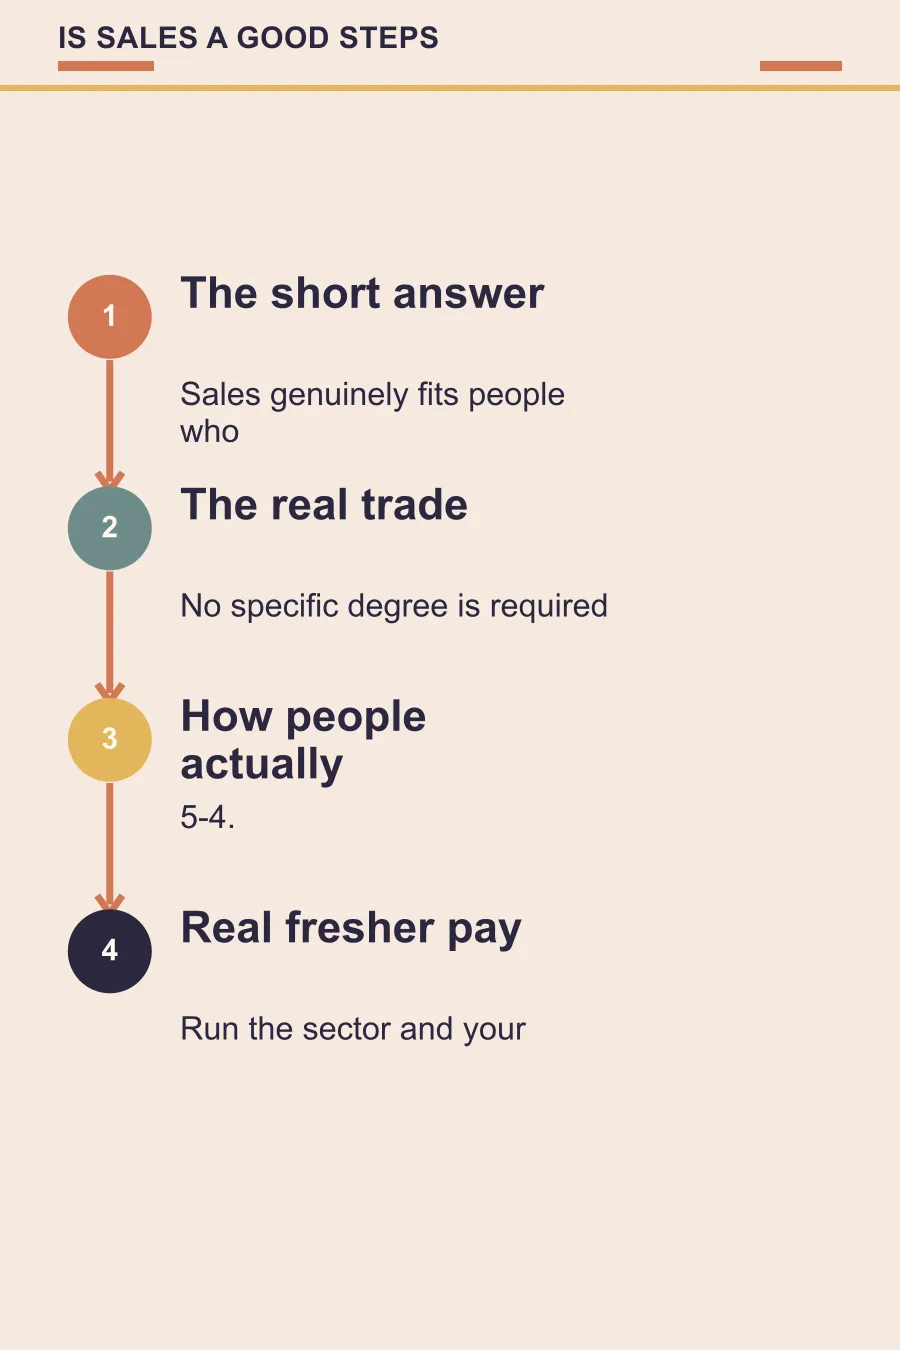 IS SALES A GOOD STEPS
1
The short answer
Sales genuinely fits people
who
2
The real trade
No specific degree is required
3
How people
actually
5-4.
4
Real fresher pay
Run the sector and your